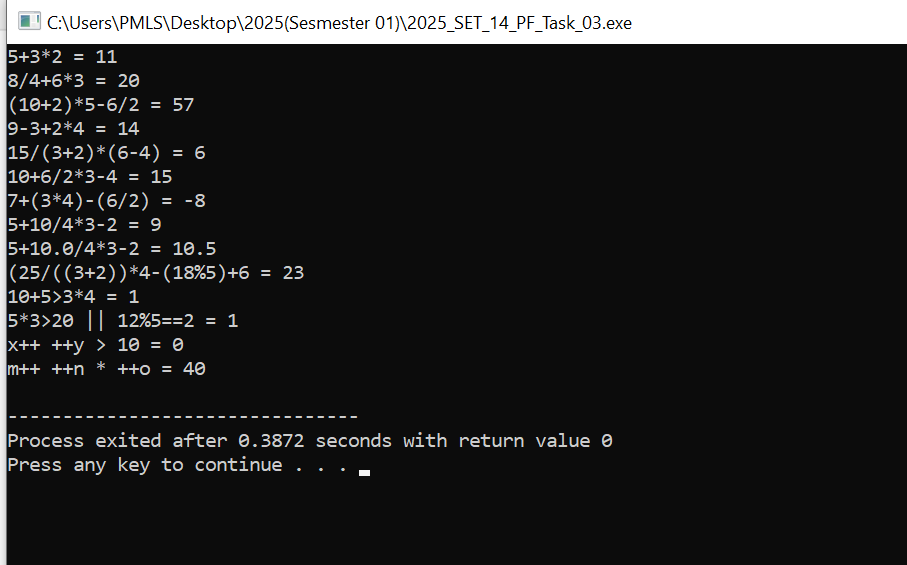 C:\Users\PMLS\Desktop\2025(Sesmester 01)\2025_SET_14_PF_Task_03.exe
5+3*2 = 11
8/4+6*3 = 20
(10+2)*5-6/2 = 57
9-3+2*4 = 14
15/(3+2)*(6-4) = 6
10+6/2*3-4 = 15
7+(3*4)-(6/2) = -8
5+10/4*3-2 = 9
5+10.0/4*3-2 = 10.5
(25/((3+2))*4-(18%5)+6 = 23
10+5>3*4 = 1
5*3>20 || 12%5==2 = 1
x++ ++y > 10 = 0
m++ ++n * ++o = 40
--------------------------------
Process exited after 0.3872 seconds with return value 0
Press any key to continue . . .